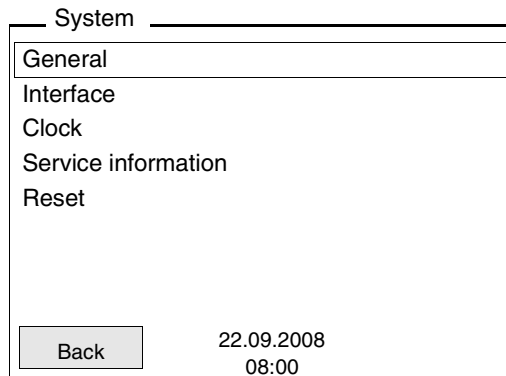 System
General
Interface
Clock
Service information
Reset
Back
22.09.2008
08:00